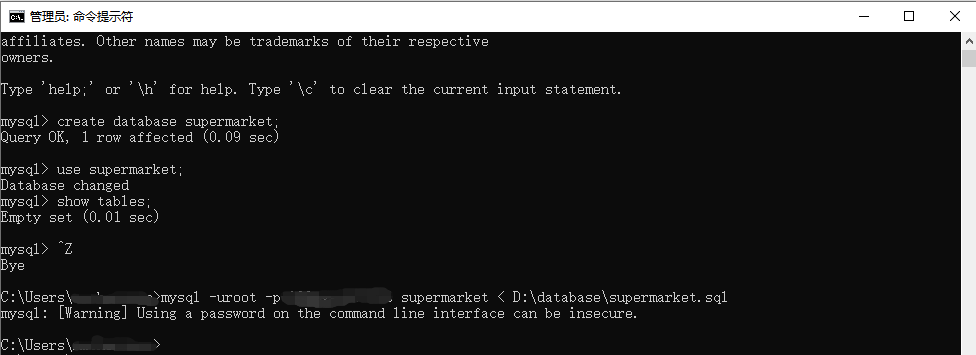 管理员: 命令提示符
affiliates. Other names may be trademarks of their respective
owners.
Type 'help;' or '\h' for help. Type '\c' to clear the current input statement.
mysql> create database supermarket;
Query OK, 1 row affected (0.09 sec)
mysql> use supermarket;
Database changed
mysql> show tables;
Empty set (0.01 sec)
mysql> ^Z
Bye
C:\Users\ >mysql -uroot -p supermarket < D:\database\supermarket.sql
mysql: [Warning] Using a password on the command line interface can be insecure.
C:\Users\ >